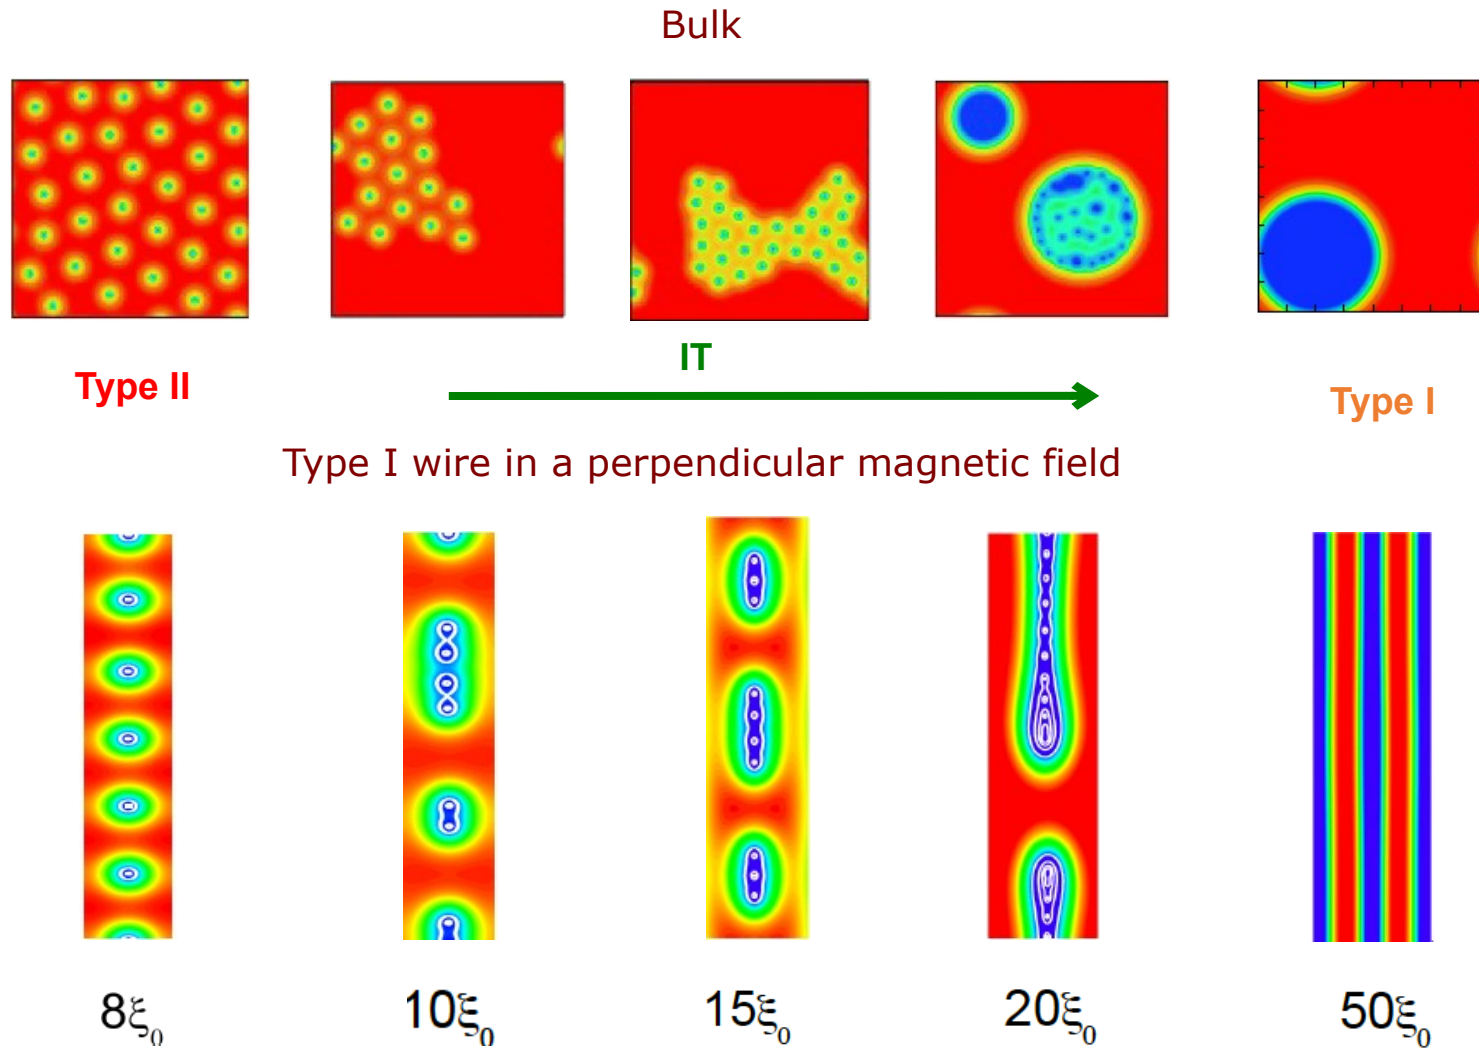 Bulk
IT
Type II
Type I
Type I wire in a perpendicular magnetic field
8ξ₀
10ξ₀
15ξ₀
20ξ₀
50ξ₀